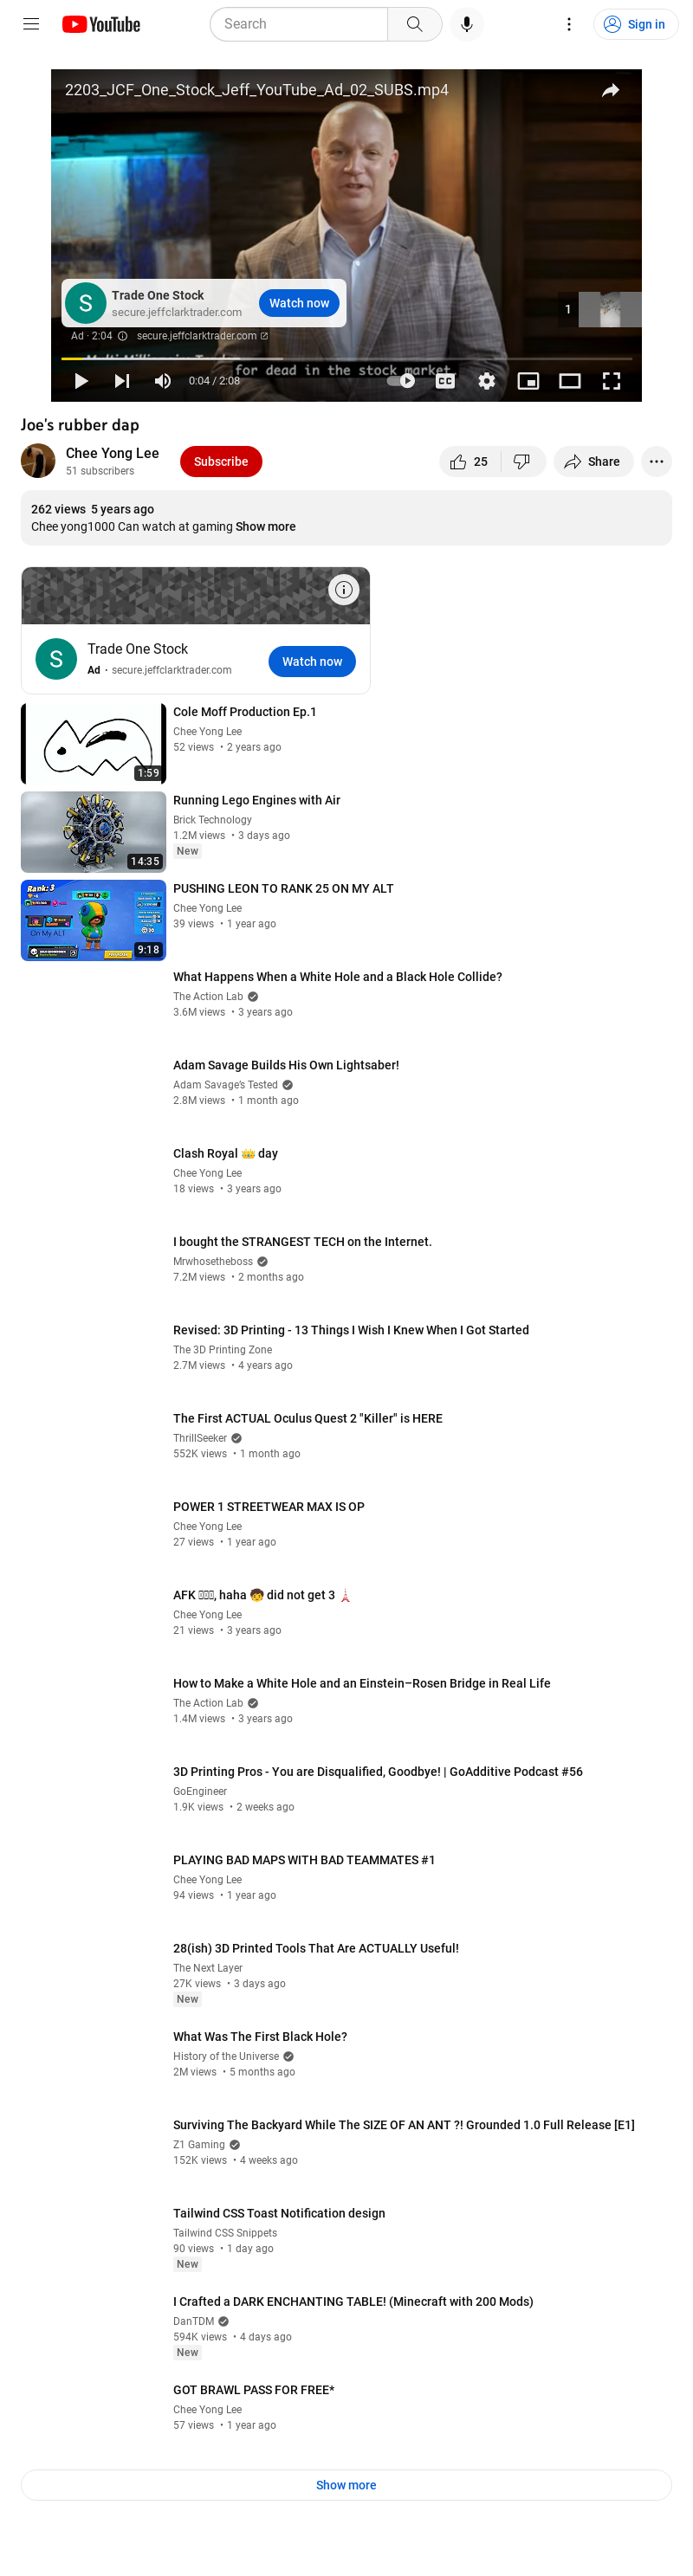 YouTube
Search
Sign in
2203_JCF_One_Stock_Jeff_YouTube_Ad_02_SUBS.mp4
S
Trade One Stock
secure.jeffclarktrader.com
Watch now
1
Ad · 2:04
secure.jeffclarktrader.com
for dead in the stock market.
0:04 / 2:08
CC
Joe's rubber dap
Chee Yong Lee
51 subscribers
Subscribe
25
Share
262 views 5 years ago
Chee yong1000 Can watch at gaming Show more
S
Trade One Stock
Ad • secure.jeffclarktrader.com
Watch now
Cole Moff Production Ep.1
Chee Yong Lee
52 views • 2 years ago
1:59
Running Lego Engines with Air
Brick Technology
1.2M views • 3 days ago
New
14:35
PUSHING LEON TO RANK 25 ON MY ALT
Chee Yong Lee
39 views • 1 year ago
Rank: 3
On My ALT
9:18
What Happens When a White Hole and a Black Hole Collide?
The Action Lab
3.6M views • 3 years ago
Adam Savage Builds His Own Lightsaber!
Adam Savage's Tested
2.8M views • 1 month ago
Clash Royal 👑 day
Chee Yong Lee
18 views • 3 years ago
I bought the STRANGEST TECH on the Internet.
Mrwhosetheboss
7.2M views • 2 months ago
Revised: 3D Printing - 13 Things I Wish I Knew When I Got Started
The 3D Printing Zone
2.7M views • 4 years ago
The First ACTUAL Oculus Quest 2 "Killer" is HERE
ThrillSeeker
552K views • 1 month ago
POWER 1 STREETWEAR MAX IS OP
Chee Yong Lee
27 views • 1 year ago
AFK , haha 🧒 did not get 3 🗼
Chee Yong Lee
21 views • 3 years ago
How to Make a White Hole and an Einstein–Rosen Bridge in Real Life
The Action Lab
1.4M views • 3 years ago
3D Printing Pros - You are Disqualified, Goodbye! | GoAdditive Podcast #56
GoEngineer
1.9K views • 2 weeks ago
PLAYING BAD MAPS WITH BAD TEAMMATES #1
Chee Yong Lee
94 views • 1 year ago
28(ish) 3D Printed Tools That Are ACTUALLY Useful!
The Next Layer
27K views • 3 days ago
New
What Was The First Black Hole?
History of the Universe
2M views • 5 months ago
Surviving The Backyard While The SIZE OF AN ANT ?! Grounded 1.0 Full Release [E1]
Z1 Gaming
152K views • 4 weeks ago
Tailwind CSS Toast Notification design
Tailwind CSS Snippets
90 views • 1 day ago
New
I Crafted a DARK ENCHANTING TABLE! (Minecraft with 200 Mods)
DanTDM
594K views • 4 days ago
New
GOT BRAWL PASS FOR FREE*
Chee Yong Lee
57 views • 1 year ago
Show more